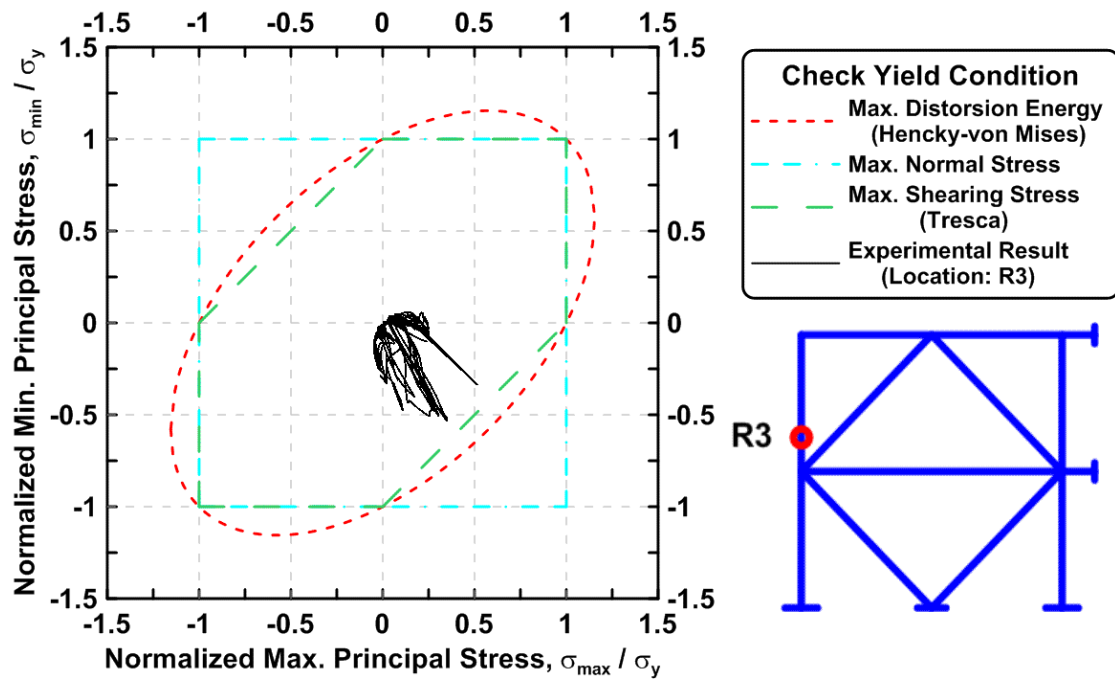 -1.5 -1 -0.5 0 0.5 1 1.5
1.5
1
0.5
0
-0.5
-1
-1.5
Normalized Min. Principal Stress, σmin / σy
1.5
1
0.5
0
-0.5
-1
-1.5
-1.5 -1 -0.5 0 0.5 1 1.5
Normalized Max. Principal Stress, σmax / σy
Check Yield Condition
Max. Distorsion Energy
(Hencky-von Mises)
Max. Normal Stress
Max. Shearing Stress
(Tresca)
Experimental Result
(Location: R3)
R3